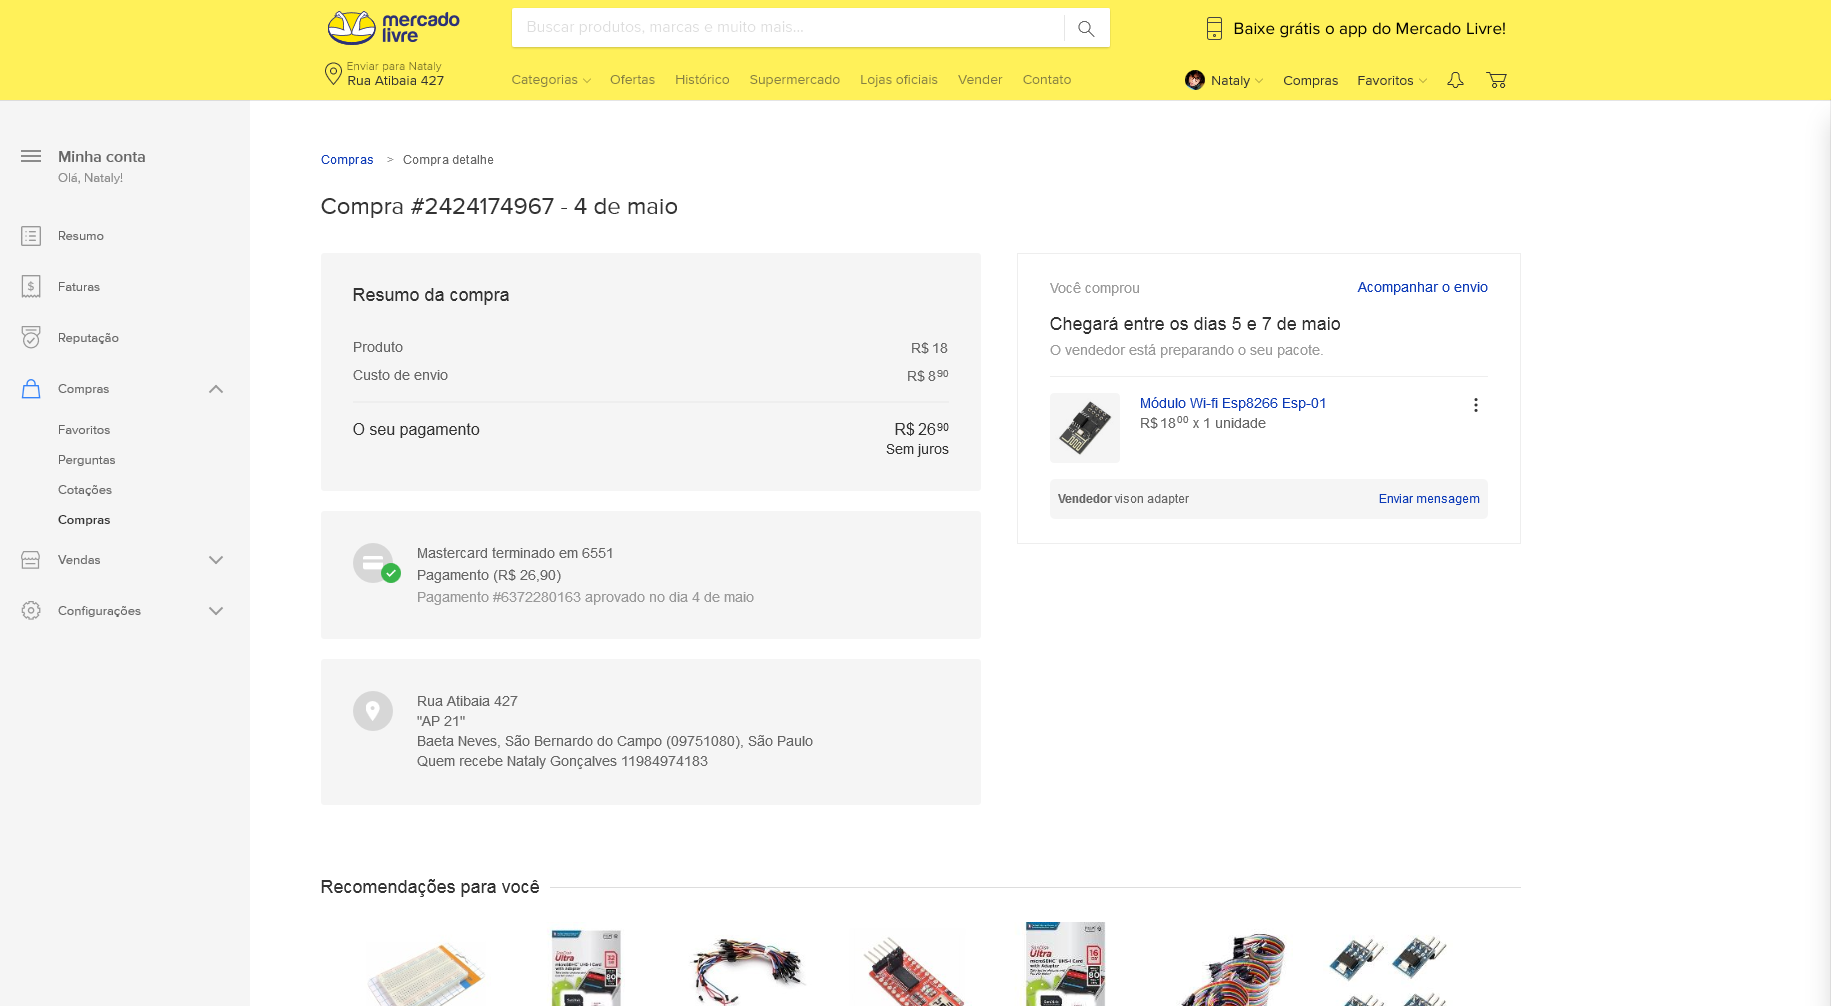 mercado
livre
Buscar produtos, marcas e muito mais...
Baixe grátis o app do Mercado Livre!
Enviar para Nataly
Rua Atibaia 427
Categorias Ofertas Histórico Supermercado Lojas oficiais Vender Contato
Nataly Compras Favoritos
Minha conta
Olá, Nataly!
Resumo
Faturas
Reputação
Compras
Favoritos
Perguntas
Cotações
Compras
Vendas
Configurações
Compras > Compra detalhe
Compra #2424174967 - 4 de maio
Resumo da compra
Produto R$ 18
Custo de envio R$ 8 90
O seu pagamento R$ 26 90
Sem juros
Mastercard terminado em 6551
Pagamento (R$ 26,90)
Pagamento #6372280163 aprovado no dia 4 de maio
Rua Atibaia 427
"AP 21"
Baeta Neves, São Bernardo do Campo (09751080), São Paulo
Quem recebe Nataly Gonçalves 11984974183
Você comprou Acompanhar o envio
Chegará entre os dias 5 e 7 de maio
O vendedor está preparando o seu pacote.
Módulo Wi-fi Esp8266 Esp-01
R$ 18 00 x 1 unidade
Vendedor vison adapter Enviar mensagem
Recomendações para você
Ultra
32
80
Ultra
16
80